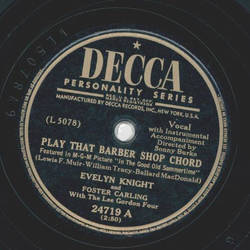 DECCA
PERSONALITY SERIES
MANUFACTURED BY DECCA RECORDS, INC., NEW YORK, U.S.A.
(L 5078)
Vocal
with Instrumental
Accompaniment
Directed by
Sonny Burke
PLAY THAT BARBER SHOP CHORD
Featured in M-G-M Picture "In The Good Old Summertime"
(Lewis F. Muir-William Tracy-Ballard MacDonald)
EVELYN KNIGHT
and
FOSTER CARLING
With The Lee Gordon Four
24719 A
(2:50)